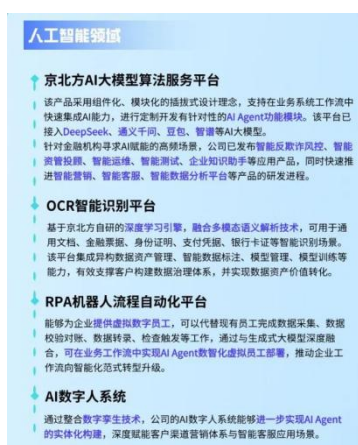 人工智能领域
京北方AI大模型算法服务平台
该产品采用组件化、模块化的插拔式设计理念，支持在业务系统工作流中
快速集成AI能力，进行定制开发有针对性的AI Agent功能模块。该平台已
接入DeepSeek、通义千问、豆包、智谱等AI大模型。
针对金融机构寻求AI赋能的高频场景，公司已发布智能反欺诈风控、智能
资管投顾、智能运维、智能测试、企业知识助手等应用产品，同时快速推
进智能营销、智能客服、智能数据分析平台等产品的研发进程。
OCR智能识别平台
基于京北方自研的深度学习引擎，融合多模态语义解析技术，可用于通
用文档、金融票据、身份证明、支付凭据、银行卡证等智能识别场景。
该平台集成异构数据资产管理、智能数据标注、模型管理、模型训练等
能力，有效支撑客户构建数据治理体系，并实现数据资产价值转化。
RPA机器人流程自动化平台
能够为企业提供虚拟数字员工，可以代替现有员工完成数据采集、数据
校验对账、数据转录、检查触发等工作，通过与生成式大模型深度融
合，可在业务工作流中实现AI Agent数智化虚拟员工部署，推动企业工
作流向智能化范式转型升级。
AI数字人系统
通过整合数字孪生技术，公司的AI数字人系统能够进一步实现AI Agent
的实体化构建，深度赋能客户渠道营销体系与智能客服应用场景。